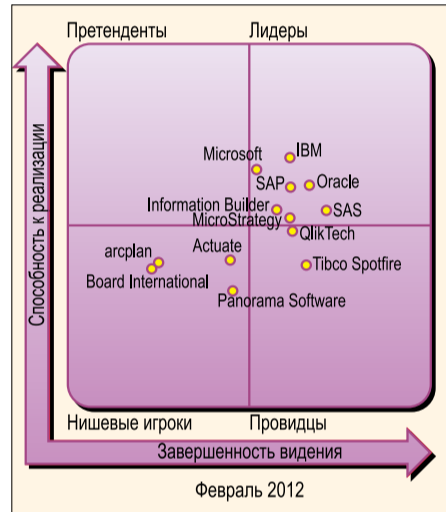 Претенденты
Лидеры
Способность к реализации
IBM
Microsoft
SAP
Oracle
Information Builder
SAS
MicroStrategy
QlikTech
Actuate
arcplan
Tibco Spotfire
Board International
Panorama Software
Нишевые игроки
Провидцы
Завершенность видения
Февраль 2012